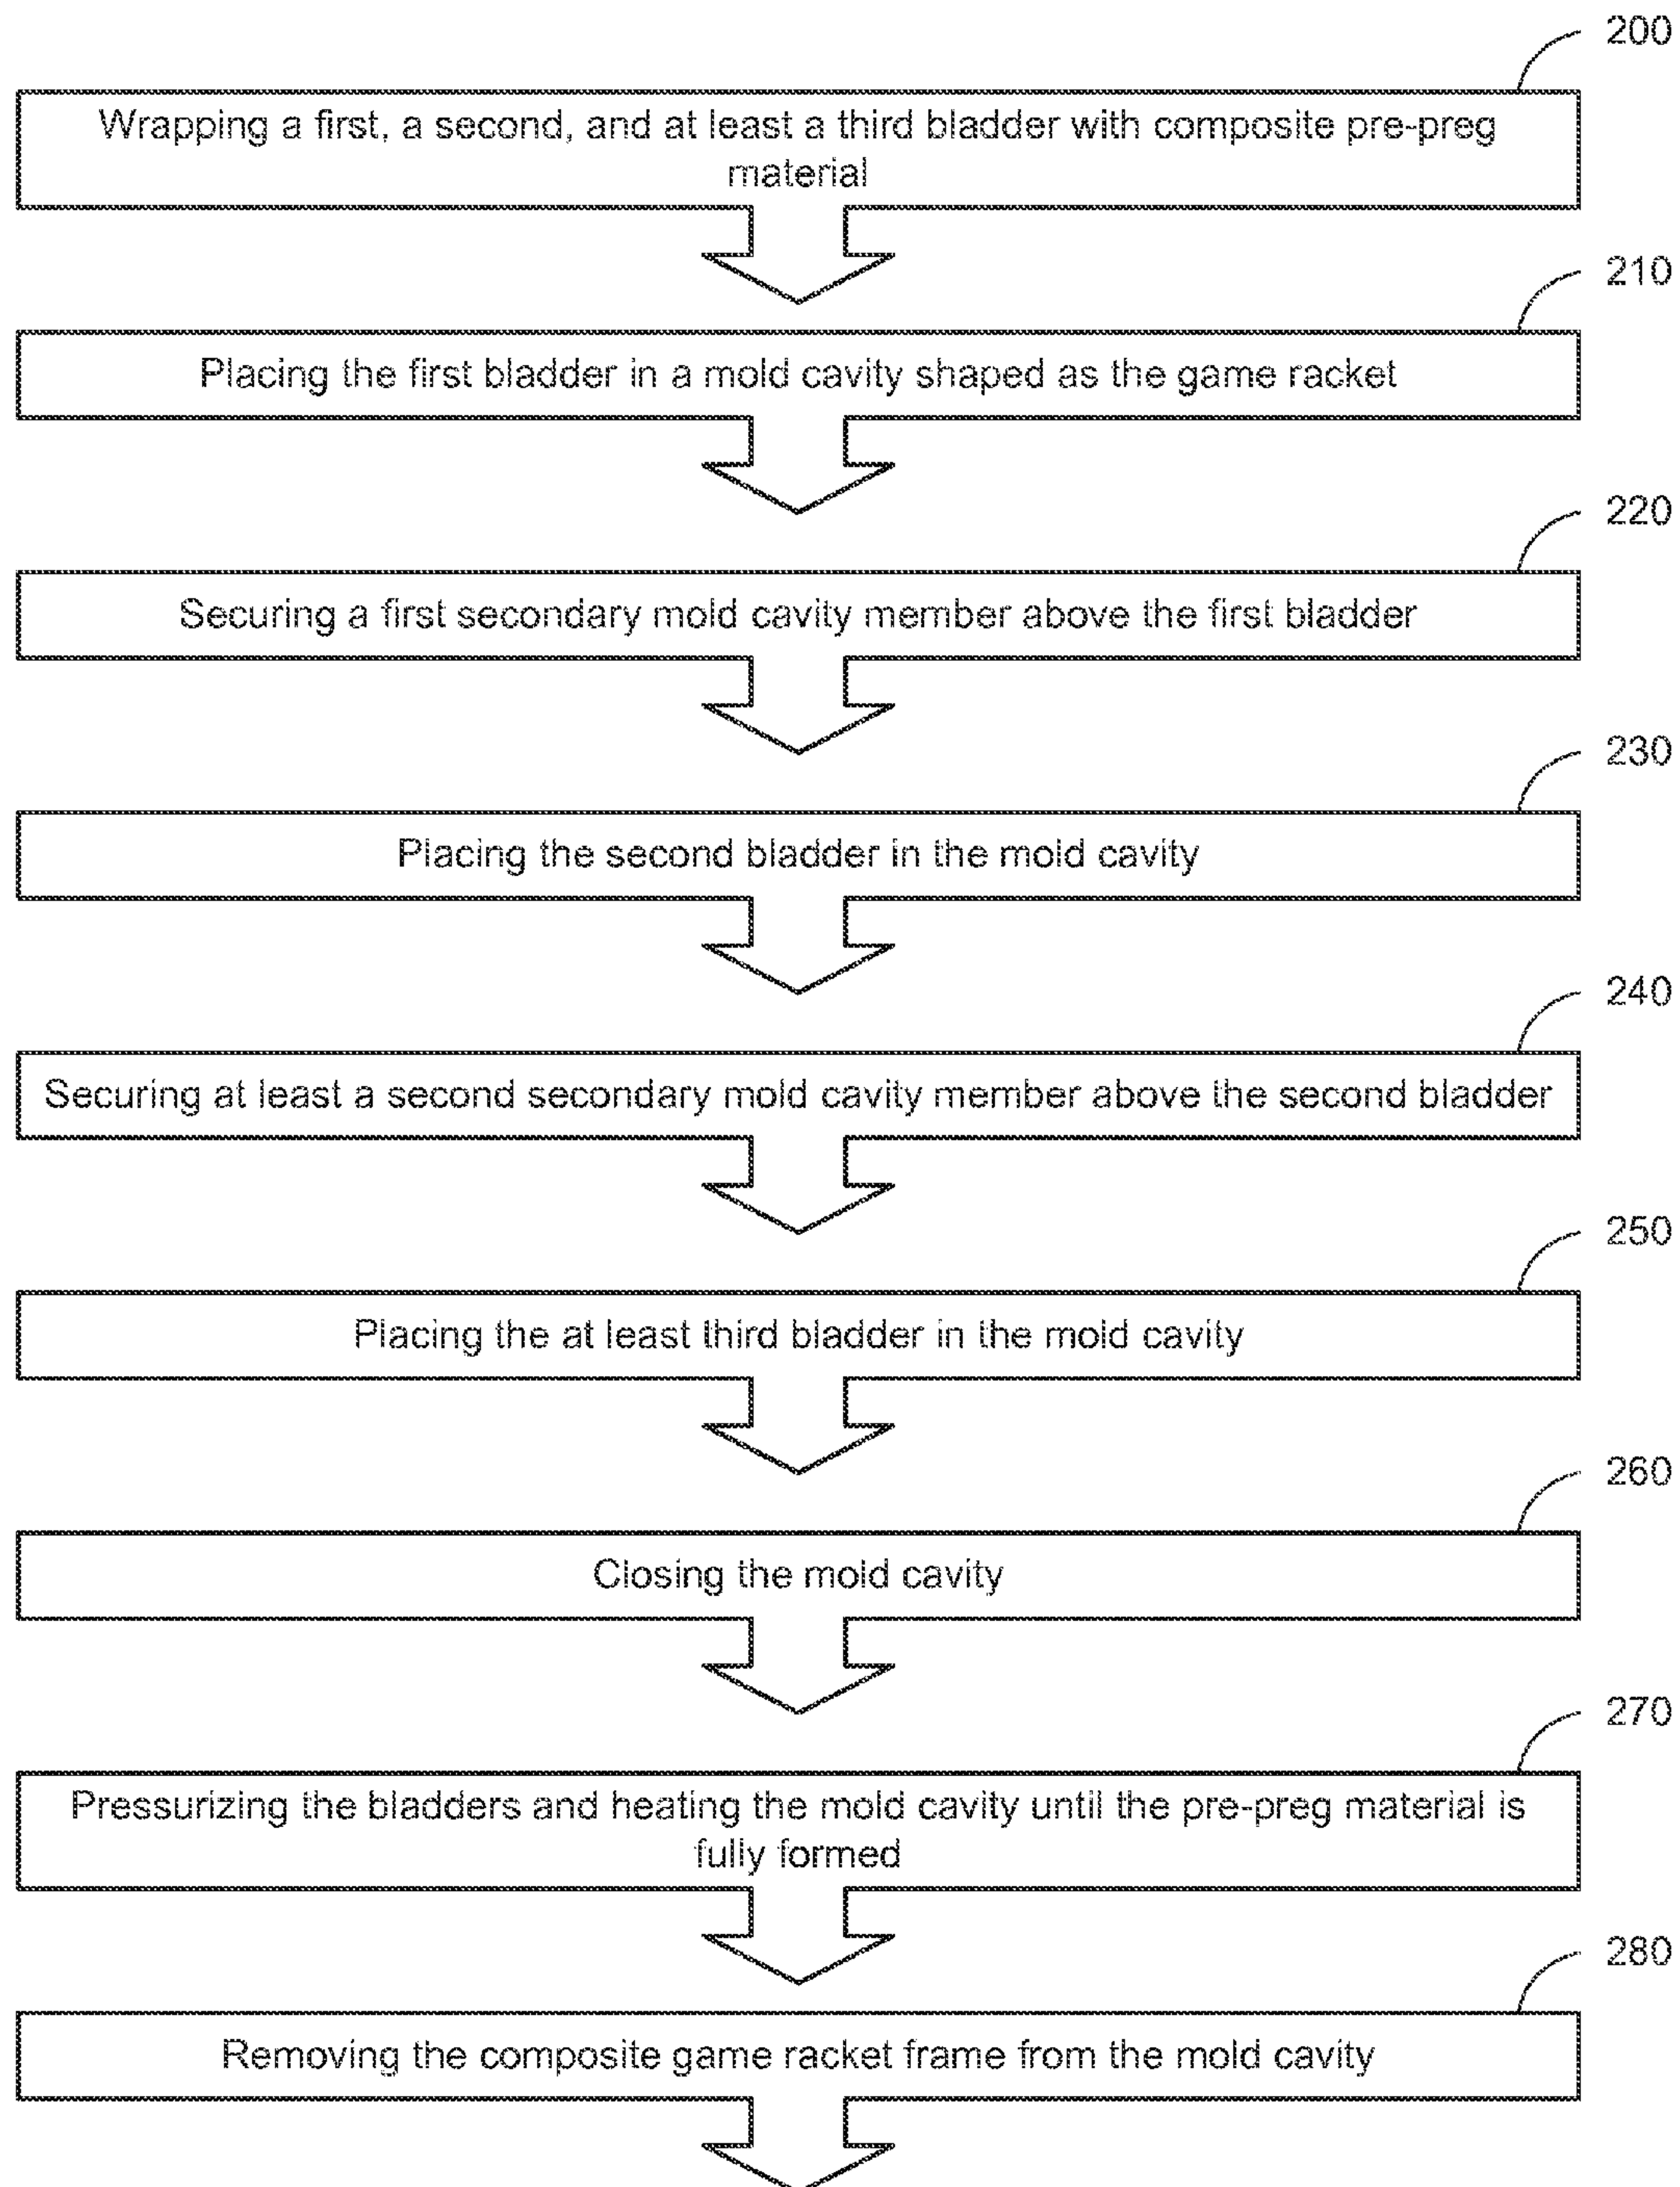 200
Wrapping a first, a second, and at least a third bladder with composite pre-preg
material
210
Placing the first bladder in a mold cavity shaped as the game racket
220
Securing a first secondary mold cavity member above the first bladder
230
Placing the second bladder in the mold cavity
240
Securing at least a second secondary mold cavity member above the second bladder
250
Placing the at least third bladder in the mold cavity
260
Closing the mold cavity
270
Pressurizing the bladders and heating the mold cavity until the pre-preg material is
fully formed
280
Removing the composite game racket frame from the mold cavity